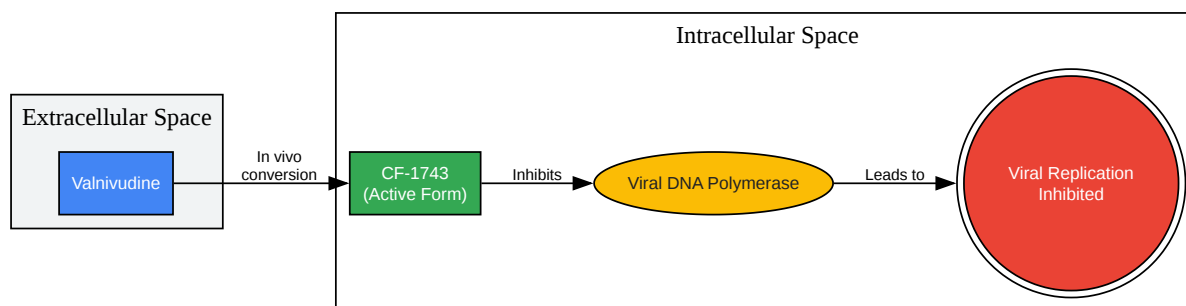 Intracellular Space
Extracellular Space
Valnivudine
In vivo
conversion
CF-1743
(Active Form)
Inhibits
Viral DNA Polymerase
Leads to
Viral Replication
Inhibited